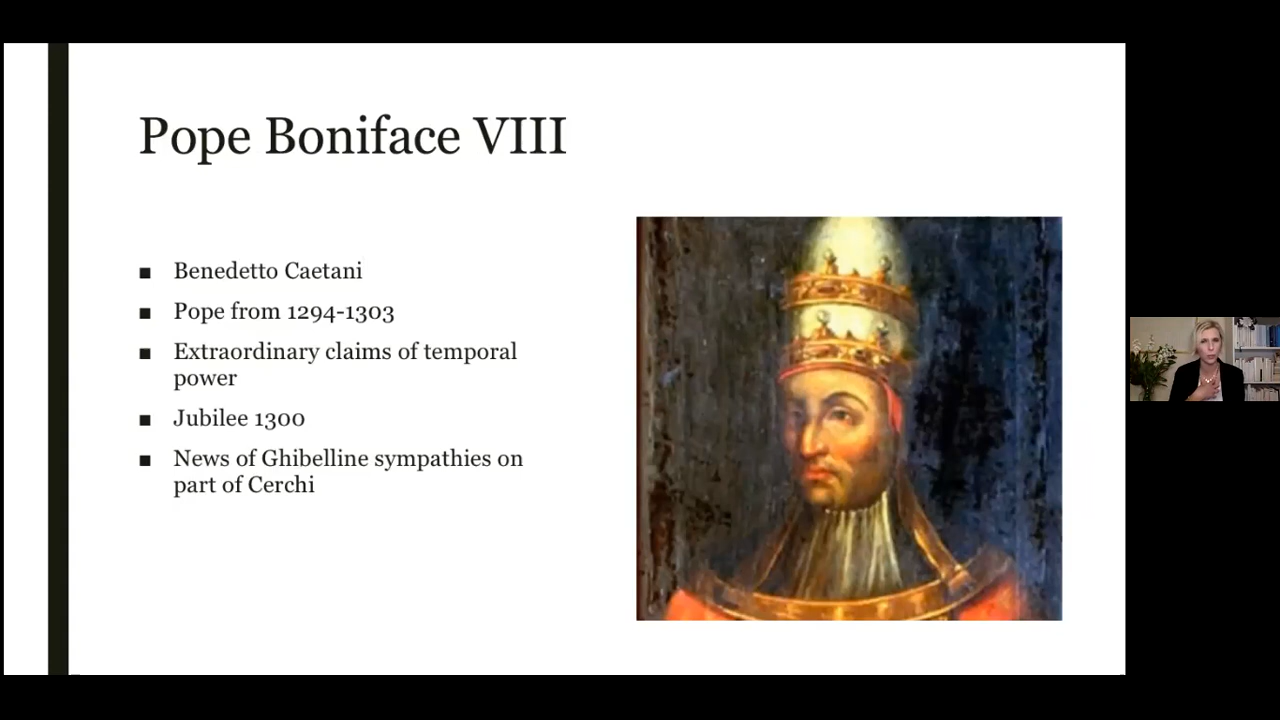 Pope Boniface VIII
■ Benedetto Caetani
■ Pope from 1294-1303
■ Extraordinary claims of temporal
power
■ Jubilee 1300
■ News of Ghibelline sympathies on
part of Cerchi